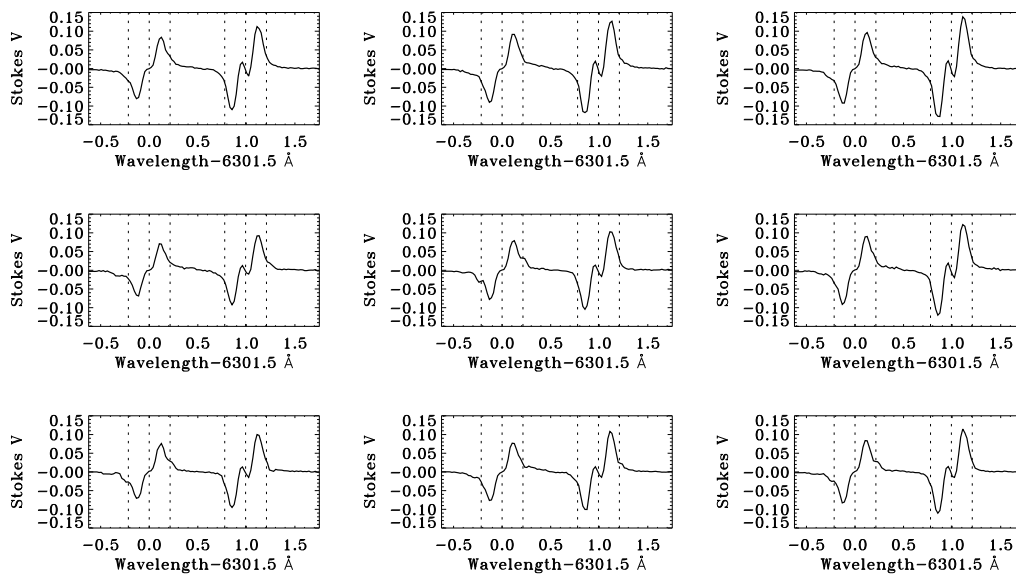 0.15 0.15 0.15
0.10 0.10 0.10
0.05 0.05 0.05
-0.00 -0.00 -0.00
-0.05 -0.05 -0.05
-0.10 -0.10 -0.10
-0.15 -0.15 -0.15
Stokes V Stokes V Stokes V
-0.5 0.0 0.5 1.0 1.5 -0.5 0.0 0.5 1.0 1.5 -0.5 0.0 0.5 1.0 1.5
Wavelength-6301.5 Å Wavelength-6301.5 Å Wavelength-6301.5 Å
0.15 0.15 0.15
0.10 0.10 0.10
0.05 0.05 0.05
-0.00 -0.00 -0.00
-0.05 -0.05 -0.05
-0.10 -0.10 -0.10
-0.15 -0.15 -0.15
Stokes V Stokes V Stokes V
-0.5 0.0 0.5 1.0 1.5 -0.5 0.0 0.5 1.0 1.5 -0.5 0.0 0.5 1.0 1.5
Wavelength-6301.5 Å Wavelength-6301.5 Å Wavelength-6301.5 Å
0.15 0.15 0.15
0.10 0.10 0.10
0.05 0.05 0.05
-0.00 -0.00 -0.00
-0.05 -0.05 -0.05
-0.10 -0.10 -0.10
-0.15 -0.15 -0.15
Stokes V Stokes V Stokes V
-0.5 0.0 0.5 1.0 1.5 -0.5 0.0 0.5 1.0 1.5 -0.5 0.0 0.5 1.0 1.5
Wavelength-6301.5 Å Wavelength-6301.5 Å Wavelength-6301.5 Å